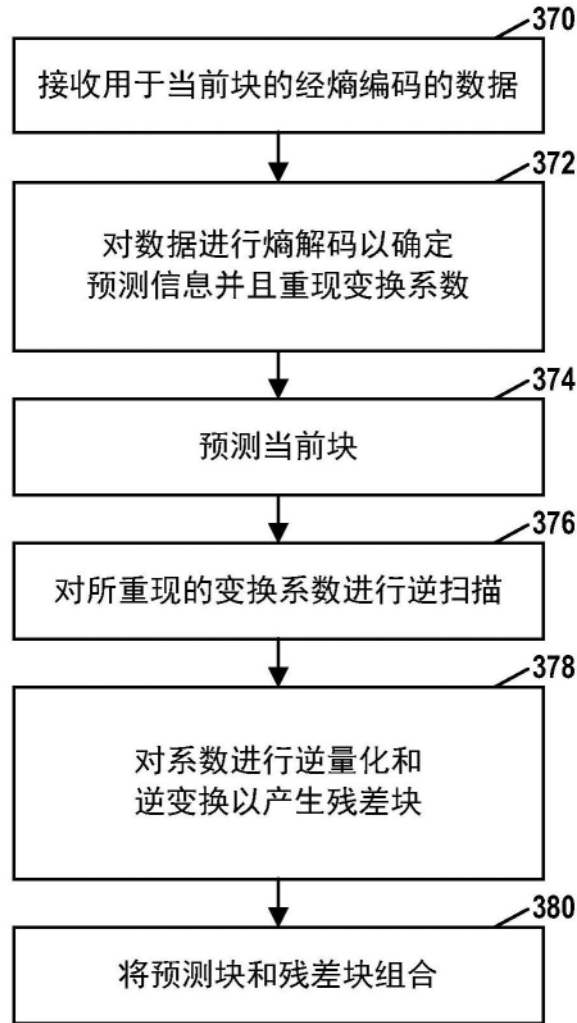 370
接收用于当前块的经熵编码的数据
372
对数据进行熵解码以确定
预测信息并且重现变换系数
374
预测当前块
376
对所重现的变换系数进行逆扫描
378
对系数进行逆量化和
逆变换以产生残差块
380
将预测块和残差块组合